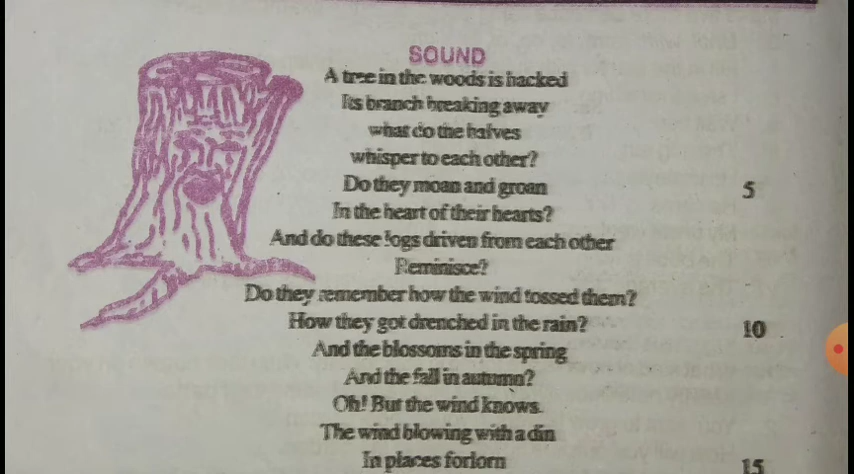 SOUND
A tree in the woods is hacked
Its branch breaking away
what do the halves
whisper to each other?
Do they moan and groan 5
In the heart of their hearts?
And do these logs driven from each other
Reminisce?
Do they remember how the wind tossed them?
How they got drenched in the rain? 10
And the blossoms in the spring
And the fall in autumn?
Oh! But the wind knows.
The wind blowing with a din
In places forlorn 15